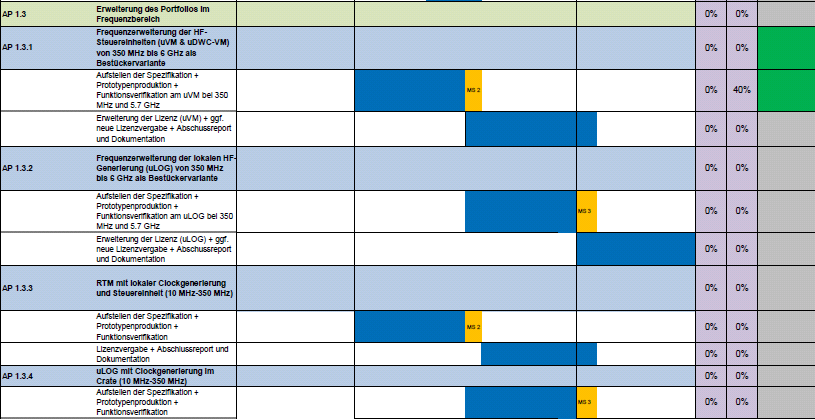 AP 1.3 Erweiterung des Portfolios im 0% 0%
Frequenzbereich
AP 1.3.1 Frequenzerweiterung der HF-
Steuereinheiten (uVM & uDWC-VM) 0% 0%
von 350 MHz bis 6 GHz als
Bestückervariante
Aufstellen der Spezifikation +
Prototypenproduktion + MS 2 0% 40%
Funktionsverifikation am uVM bei 350
MHz und 5.7 GHz
Erweiterung der Lizenz (uVM) + ggf.
neue Lizenzvergabe + Abschussreport 0% 0%
und Dokumentation
AP 1.3.2 Frequenzerweiterung der lokalen HF-
Generierung (uLOG) von 350 MHz 0% 0%
bis 6 GHz als Bestückervariante
Aufstellen der Spezifikation +
Prototypenproduktion + MS 3 0% 0%
Funktionsverifikation am uLOG bei 350
MHz und 5.7 GHz
Erweiterung der Lizenz (uLOG) + ggf.
neue Lizenzvergabe + Abschussreport 0% 0%
und Dokumentation
AP 1.3.3 RTM mit lokaler Clockgenerierung 0% 0%
und Steuereinheit (10 MHz-350 MHz)
Aufstellen der Spezifikation +
Prototypenproduktion + MS 2 0% 0%
Funktionsverifikation
Lizenzvergabe + Abschlussreport und 0% 0%
Dokumentation
AP 1.3.4 uLOG mit Clockgenerierung im 0% 0%
Crate (10 MHz-350 MHz)
Aufstellen der Spezifikation +
Prototypenproduktion + MS 3 0% 0%
Funktionsverifikation